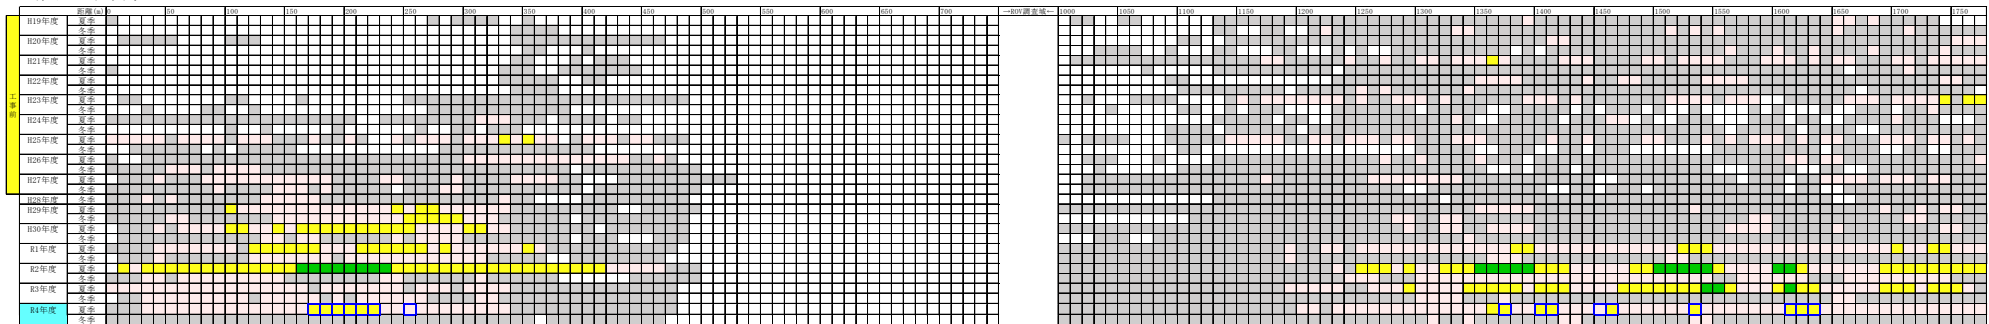 距離(m) 0 50 100 150 200 250 300 350 400 450 500 550 600 650 700 →ROV調査域← 1000 1050 1100 1150 1200 1250 1300 1350 1400 1450 1500 1550 1600 1650 1700 1750
工事前
H19年度 夏季
冬季
H20年度 夏季
冬季
H21年度 夏季
冬季
H22年度 夏季
冬季
H23年度 夏季
冬季
H24年度 夏季
冬季
H25年度 夏季
冬季
H26年度 夏季
冬季
H27年度 夏季
冬季
H28年度 冬季
H29年度 夏季
冬季
H30年度 夏季
冬季
R1年度 夏季
冬季
R2年度 夏季
冬季
R3年度 夏季
冬季
R4年度 夏季
冬季